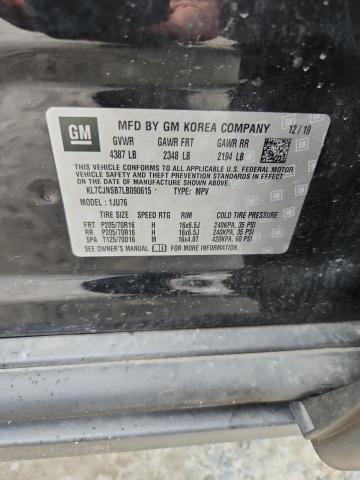 GM
MFD BY GM KOREA COMPANY 12/19
GVWR GAWR FRT GAWR RR
4387 LB 2348 LB 2194 LB
THIS VEHICLE CONFORMS TO ALL APPLICABLE U.S. FEDERAL MOTOR
VEHICLE SAFETY AND THEFT PREVENTION STANDARDS IN EFFECT
ON THE DATE OF MANUFACTURE SHOWN ABOVE.
KL7CJNSB7LB090615 TYPE: MPV
MODEL: 1JU76
TIRE SIZE SPEED RTG RIM COLD TIRE PRESSURE
FRT P205/70R16 H 16x6.5J 240KPA, 35 PSI
RR P205/70R16 H 16x6.5J 240KPA, 35 PSI
SPA T125/70D16 M 16x4.0T 420KPA, 60 PSI
SEE OWNER'S MANUAL FOR MORE INFORMATION.